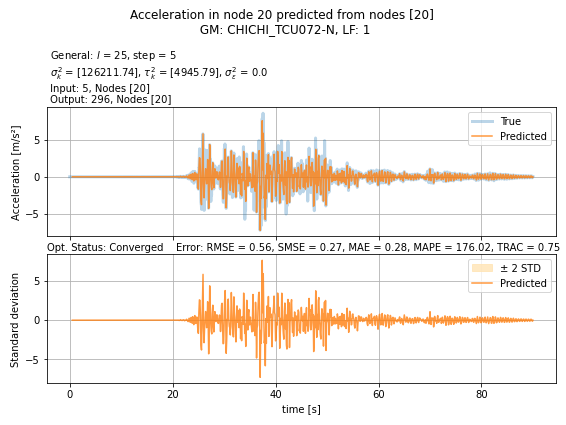 Acceleration in node 20 predicted from nodes [20]
GM: CHICHI_TCU072-N, LF: 1
General: l = 25, step = 5
σ²ₖ = [126211.74], τ²ₖ = [4945.79], σ²ε = 0.0
Input: 5, Nodes [20]
Output: 296, Nodes [20]
Acceleration [m/s²]
5
0
−5
True
Predicted
Opt. Status: Converged Error: RMSE = 0.56, SMSE = 0.27, MAE = 0.28, MAPE = 176.02, TRAC = 0.75
Standard deviation
5
0
−5
± 2 STD
Predicted
0 20 40 60 80
time [s]